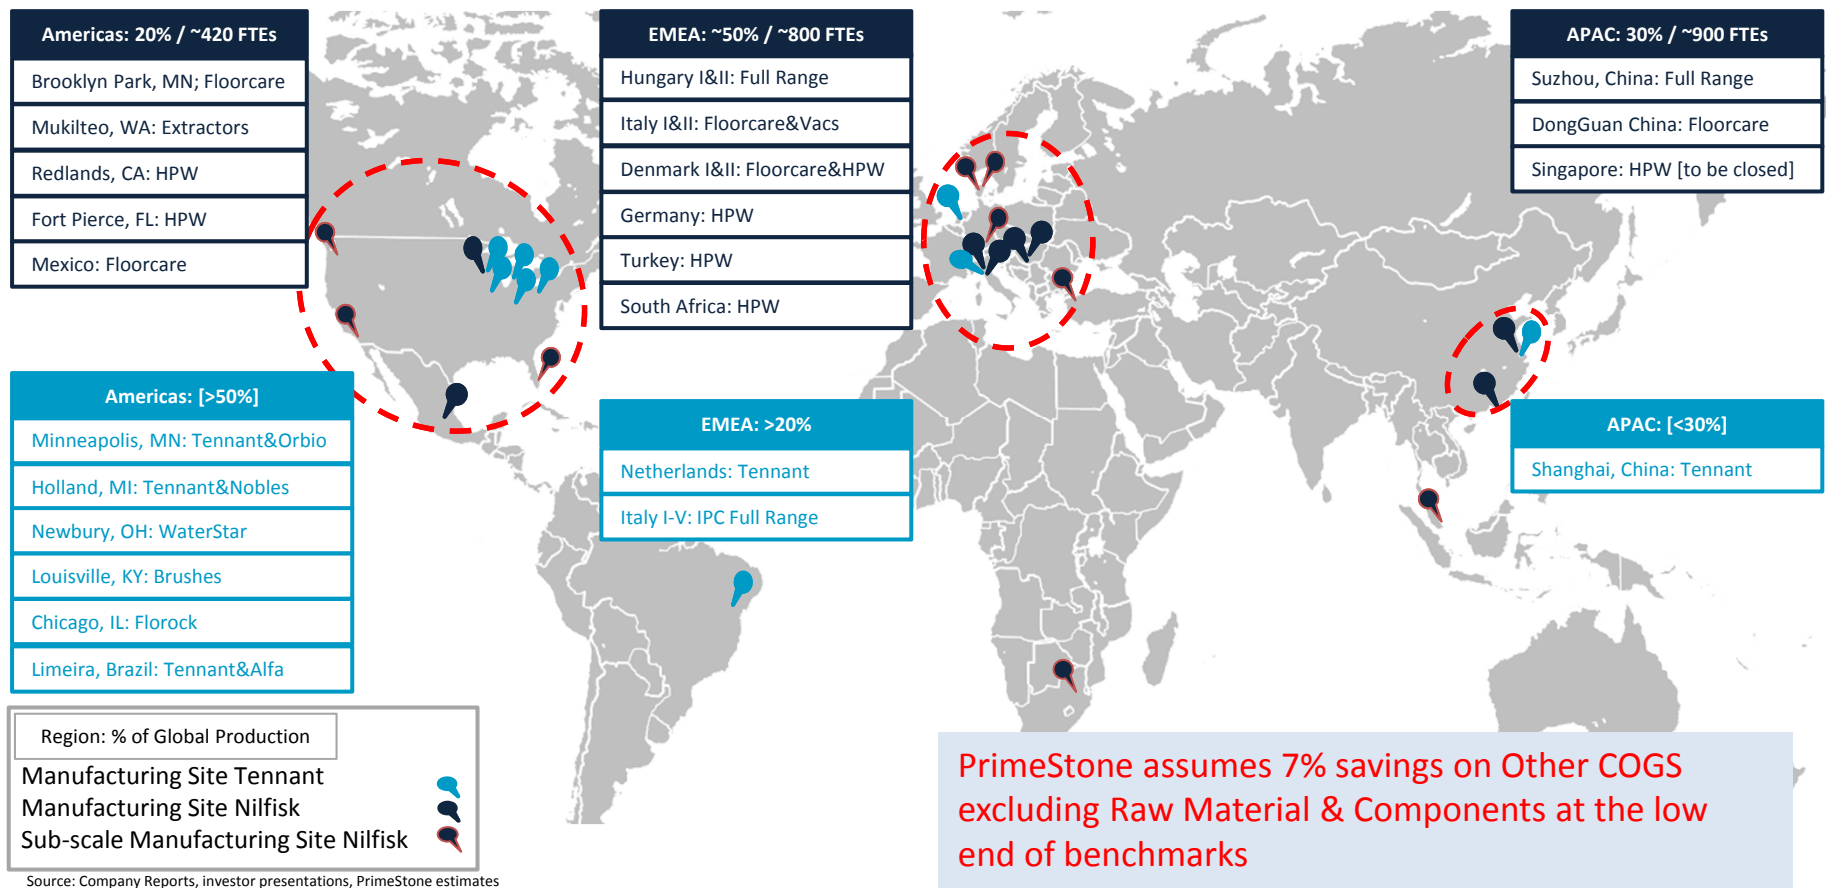 Americas: 20% / ~420 FTEs
Brooklyn Park, MN; Floorcare
Mukilteo, WA: Extractors
Redlands, CA: HPW
Fort Pierce, FL: HPW
Mexico: Floorcare
EMEA: ~50% / ~800 FTEs
Hungary I&II: Full Range
Italy I&II: Floorcare&Vacs
Denmark I&II: Floorcare&HPW
Germany: HPW
Turkey: HPW
South Africa: HPW
APAC: 30% / ~900 FTEs
Suzhou, China: Full Range
DongGuan China: Floorcare
Singapore: HPW [to be closed]
Americas: [>50%]
Minneapolis, MN: Tennant&Orbio
Holland, MI: Tennant&Nobles
Newbury, OH: WaterStar
Louisville, KY: Brushes
Chicago, IL: Florock
Limeira, Brazil: Tennant&Alfa
EMEA: >20%
Netherlands: Tennant
Italy I-V: IPC Full Range
APAC: [<30%]
Shanghai, China: Tennant
Region: % of Global Production
Manufacturing Site Tennant
Manufacturing Site Nilfisk
Sub-scale Manufacturing Site Nilfisk
PrimeStone assumes 7% savings on Other COGS
excluding Raw Material & Components at the low
end of benchmarks
Source: Company Reports, investor presentations, PrimeStone estimates